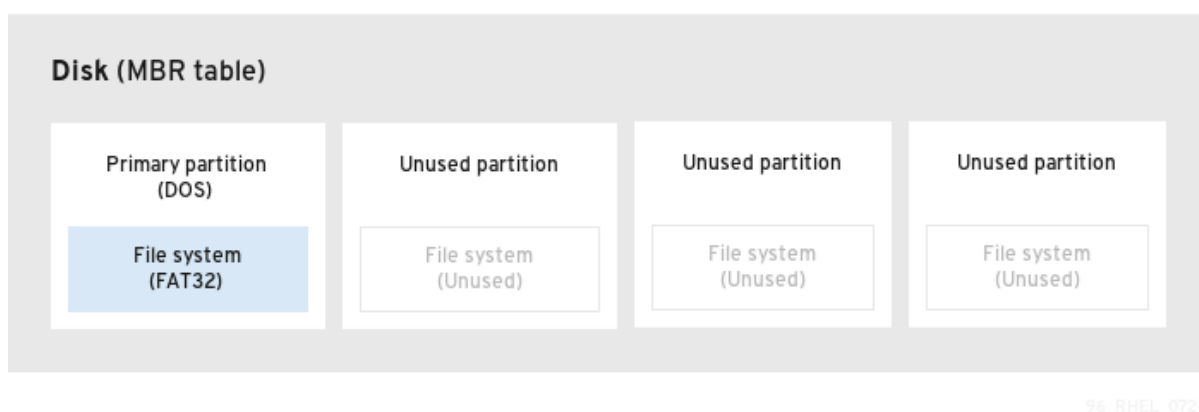 Disk (MBR table)
Primary partition
(DOS)
File system
(FAT32)
Unused partition
File system
(Unused)
Unused partition
File system
(Unused)
Unused partition
File system
(Unused)
96_RHEL_072